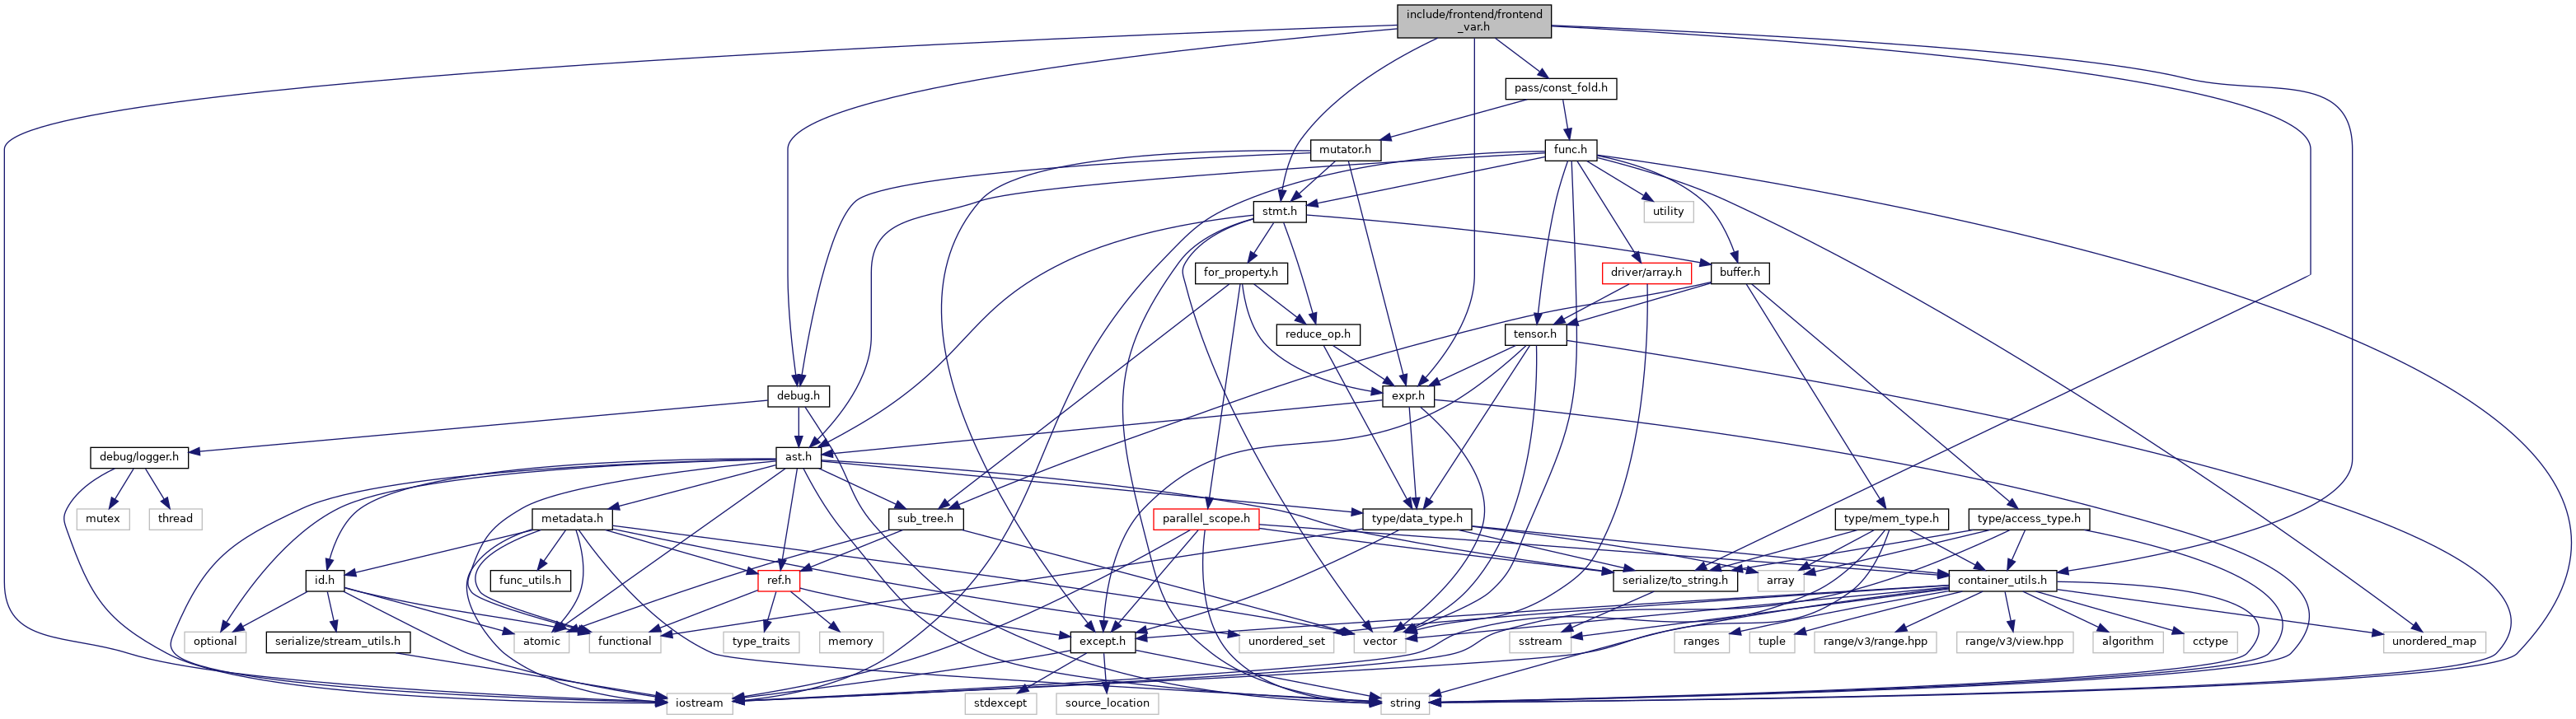 include/frontend/frontend
_var.h
pass/const_fold.h
mutator.h
func.h
stmt.h
utility
for_property.h
driver/array.h
buffer.h
reduce_op.h
tensor.h
debug.h
expr.h
debug/logger.h
ast.h
mutex
thread
metadata.h
sub_tree.h
parallel_scope.h
type/data_type.h
type/mem_type.h
type/access_type.h
id.h
func_utils.h
ref.h
serialize/to_string.h
array
container_utils.h
optional
serialize/stream_utils.h
atomic
functional
type_traits
memory
except.h
unordered_set
vector
sstream
ranges
tuple
range/v3/range.hpp
range/v3/view.hpp
algorithm
cctype
unordered_map
iostream
stdexcept
source_location
string